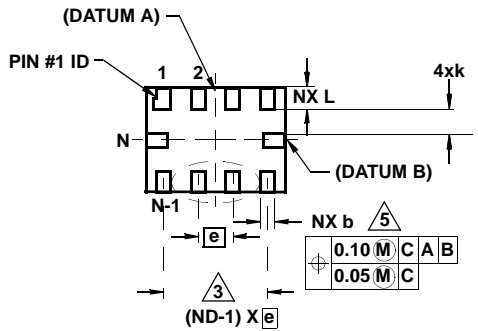 (DATUM A)
PIN #1 ID
1 2
4xk
NX L
N
(DATUM B)
N-1
NX b 5
e
0.10 M C A B
0.05 M C
3
(ND-1) X e